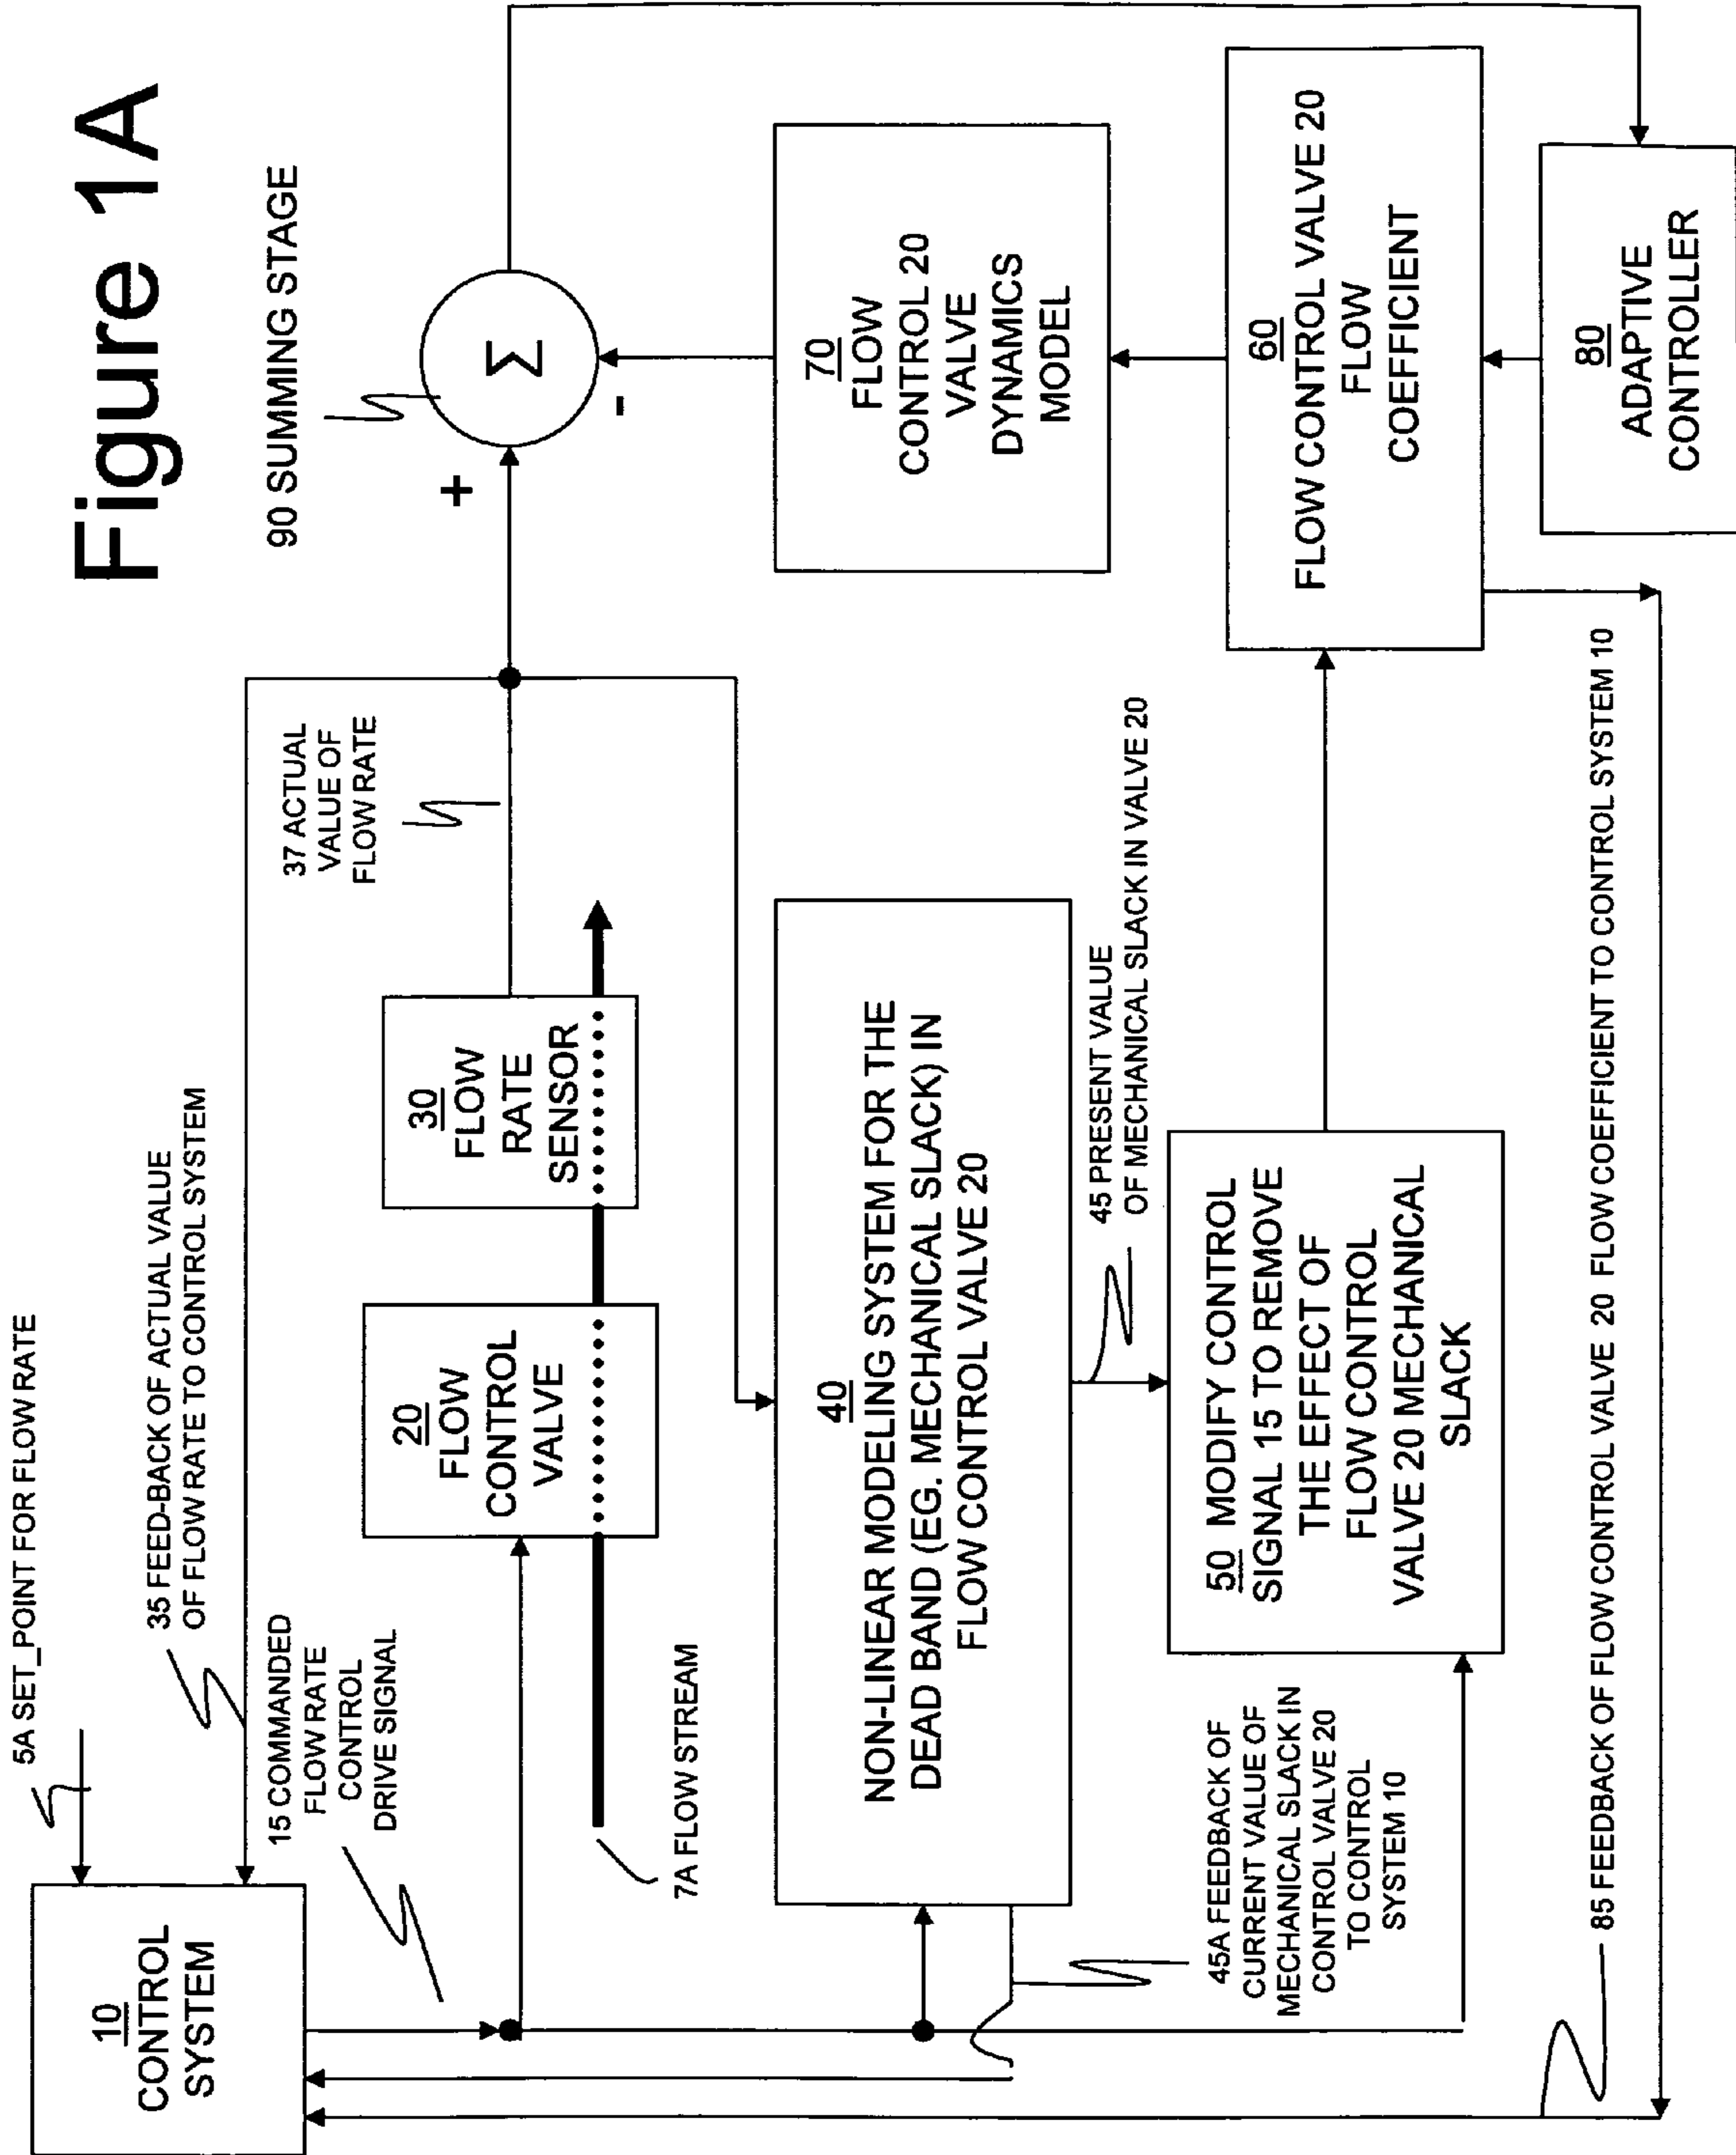 Figure 1A
5A SET_POINT FOR FLOW RATE
10
CONTROL
SYSTEM
35 FEED-BACK OF ACTUAL VALUE
OF FLOW RATE TO CONTROL SYSTEM
15 COMMANDED
FLOW RATE
CONTROL
DRIVE SIGNAL
20
FLOW
CONTROL
VALVE
30
FLOW
RATE
SENSOR
37 ACTUAL
VALUE OF
FLOW RATE
90 SUMMING STAGE
+
Σ
-
7A FLOW STREAM
40
NON-LINEAR MODELING SYSTEM FOR THE
DEAD BAND (EG. MECHANICAL SLACK) IN
FLOW CONTROL VALVE 20
70
FLOW
CONTROL 20
VALVE
DYNAMICS
MODEL
45A FEEDBACK OF
CURRENT VALUE OF
MECHANICAL SLACK IN
CONTROL VALVE 20
TO CONTROL
SYSTEM 10
45 PRESENT VALUE
OF MECHANICAL SLACK IN VALVE 20
50 MODIFY CONTROL
SIGNAL 15 TO REMOVE
THE EFFECT OF
FLOW CONTROL
VALVE 20 MECHANICAL
SLACK
60
FLOW CONTROL VALVE 20
FLOW
COEFFICIENT
80
ADAPTIVE
CONTROLLER
85 FEEDBACK OF FLOW CONTROL VALVE 20 FLOW COEFFICIENT TO CONTROL SYSTEM 10